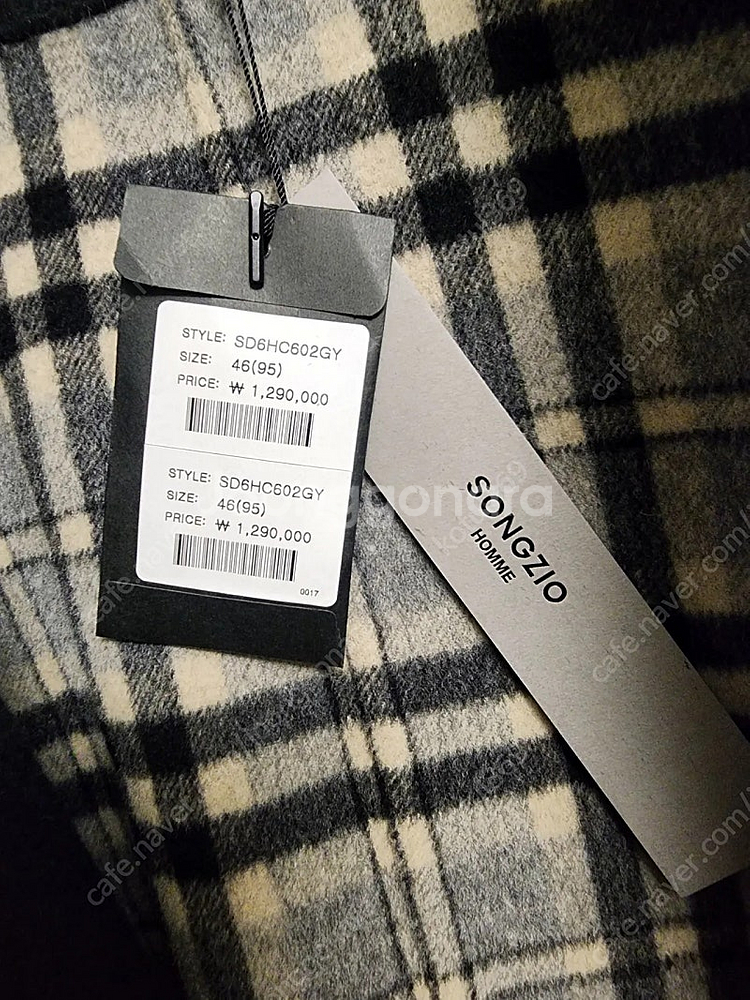 STYLE: SD6HC602GY
SIZE: 46(95)
PRICE: ₩ 1,290,000
STYLE: SD6HC602GY
SIZE: 46(95)
PRICE: ₩ 1,290,000
0017
SONGZIO
HOMME